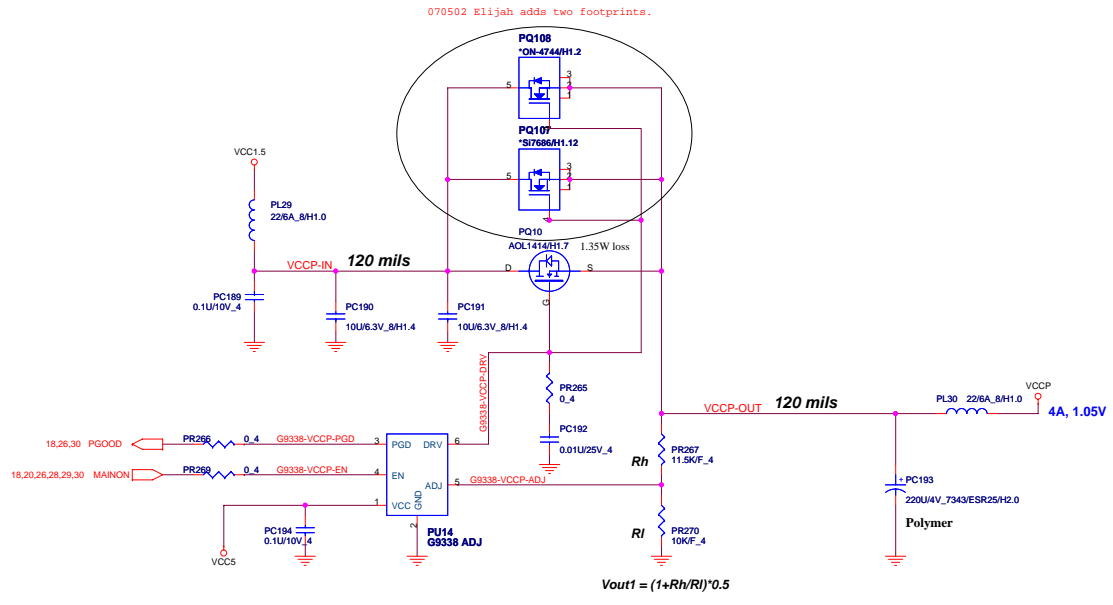 070502 Elijah adds two footprints.
PQ108
*ON-4744/H1.2
5
3
2
1
PQ107
*Si7686/H1.12
5
3
2
1
4
VCC1.5
PL29
22/6A_8/H1.0
PQ10
AOL1414/H1.7
1.35W loss
VCCP-IN
120 mils
D
S
G
PC189
0.1U/10V_4
PC190
10U/6.3V_8/H1.4
PC191
10U/6.3V_8/H1.4
G9338-VCCP-DRV
PR265
0_4
PC192
0.01U/25V_4
VCCP-OUT
120 mils
PL30
22/6A_8/H1.0
VCCP
4A, 1.05V
18,26,30
PGOOD
PR266
0_4
G9338-VCCP-PGD
3
PGD
DRV
6
18,20,26,28,29,30
MAINON
PR269
0_4
G9338-VCCP-EN
4
EN
ADJ
5
G9338-VCCP-ADJ
1
VCC
GND
2
PU14
G9338 ADJ
PC194
0.1U/10V_4
VCC5
Rh
PR267
11.5K/F_4
Rl
PR270
10K/F_4
+
PC193
220U/4V_7343/ESR25/H2.0
Polymer
Vout1 = (1+Rh/Rl)*0.5